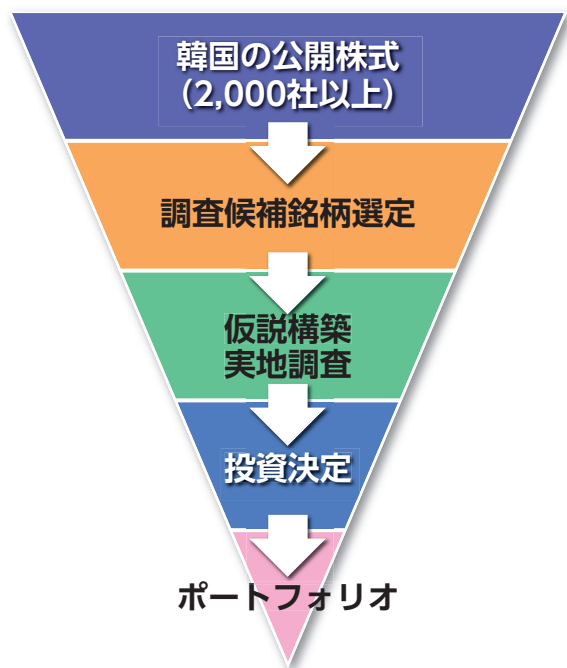 韓国の公開株式
（2,000社以上）
調査候補銘柄選定
仮説構築
実地調査
投資決定
ポートフォリオ